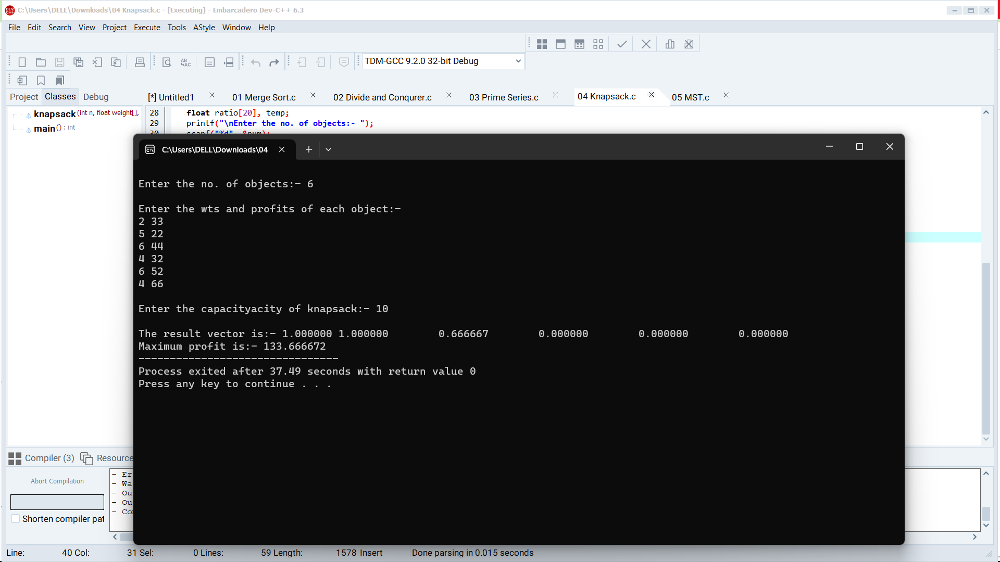 C:\Users\DELL\Downloads\04 Knapsack.c - [Executing] - Embarcadero Dev-C++ 6.3
File Edit Search View Project Execute Tools AStyle Window Help
TDM-GCC 9.2.0 32-bit Debug
Project Classes Debug
[*] Untitled1 01 Merge Sort.c 02 Divide and Conqurer.c 03 Prime Series.c 04 Knapsack.c 05 MST.c
knapsack (int n, float weight[],
main () : int
28 float ratio[20], temp;
29 printf("\nEnter the no. of objects:- ");
30 scanf("%d", &num);
C:\Users\DELL\Downloads\04
Enter the no. of objects:- 6
Enter the wts and profits of each object:-
2 33
5 22
6 44
4 32
6 52
4 66
Enter the capacityacity of knapsack:- 10
The result vector is:- 1.000000 1.000000 0.666667 0.000000 0.000000 0.000000
Maximum profit is:- 133.666672
--------------------------------
Process exited after 37.49 seconds with return value 0
Press any key to continue . . .
Compiler (3) Resource
Abort Compilation
Shorten compiler pat
- Er
- Wa
- Ou
- Ou
- Co
Line: 40 Col: 31 Sel: 0 Lines: 59 Length: 1578 Insert Done parsing in 0.015 seconds